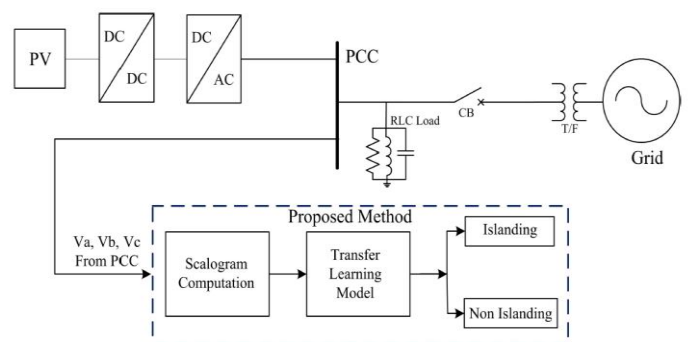 PV
DC
DC
DC
AC
PCC
RLC Load
CB
T/F
Grid
Va, Vb, Vc
From PCC
Proposed Method
Scalogram
Computation
Transfer
Learning
Model
Islanding
Non Islanding